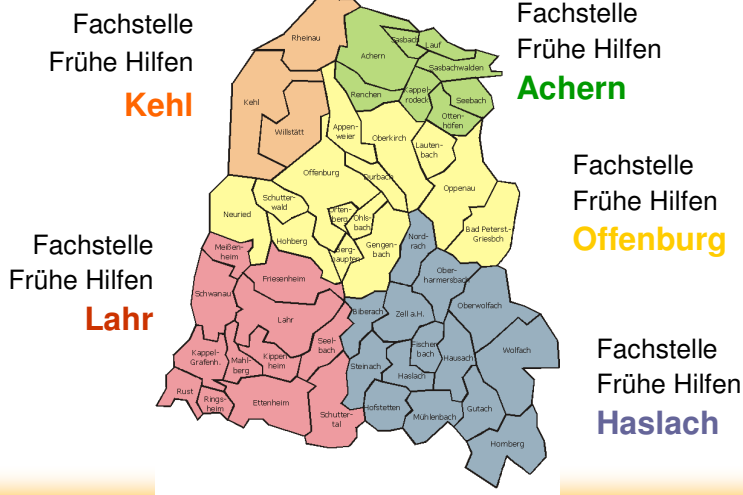 Fachstelle
Frühe Hilfen
Kehl
Fachstelle
Frühe Hilfen
Achern
Fachstelle
Frühe Hilfen
Offenburg
Fachstelle
Frühe Hilfen
Lahr
Fachstelle
Frühe Hilfen
Haslach
Rheinau
Kehl
Willstätt
Achern
Sasbach
Lauf
Sasbachwalden
Renchen
Kappel-
rodeck
Seebach
Otten-
höfen
Appen-
weier
Oberkirch
Lauten-
bach
Offenburg
Durbach
Oppenau
Schutter-
wald
Neuried
Orten-
berg
Ohls-
bach
Hohberg
Berg-
haupten
Gengen-
bach
Bad Peterst.-
Griesbch
Nord-
rach
Meißen-
heim
Friesenheim
Schwanau
Lahr
Seel-
bach
Kappel-
Grafenh.
Mahl-
berg
Kippen
heim
Rust
Rings-
heim
Ettenheim
Schutter-
tal
Ober-
harmersbach
Biberach
Zell a.H.
Oberwolfach
Steinach
Fischer
bach
Hausach
Wolfach
Haslach
Hofstetten
Mühlenbach
Gutach
Hornberg